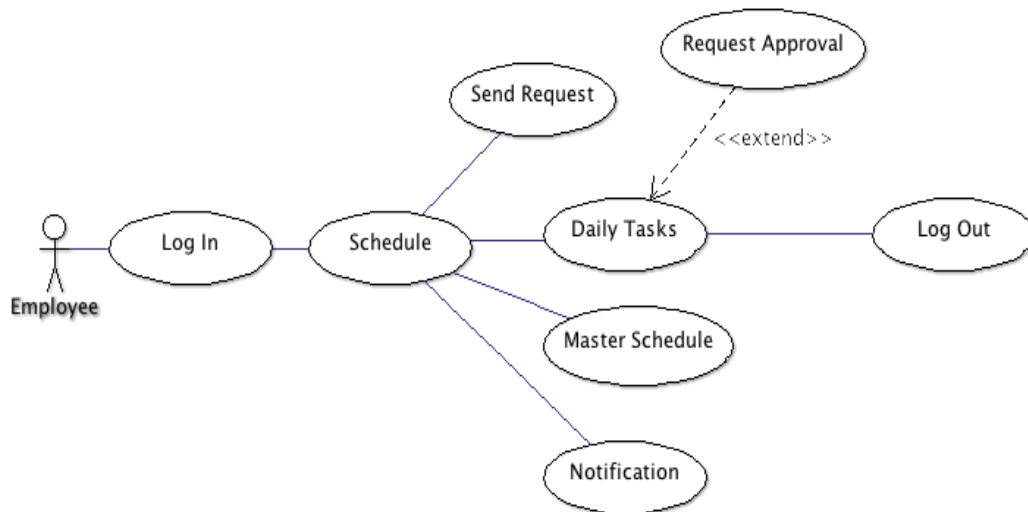 Request Approval
Send Request
<<extend>>
Log In
Schedule
Daily Tasks
Log Out
Employee
Master Schedule
Notification